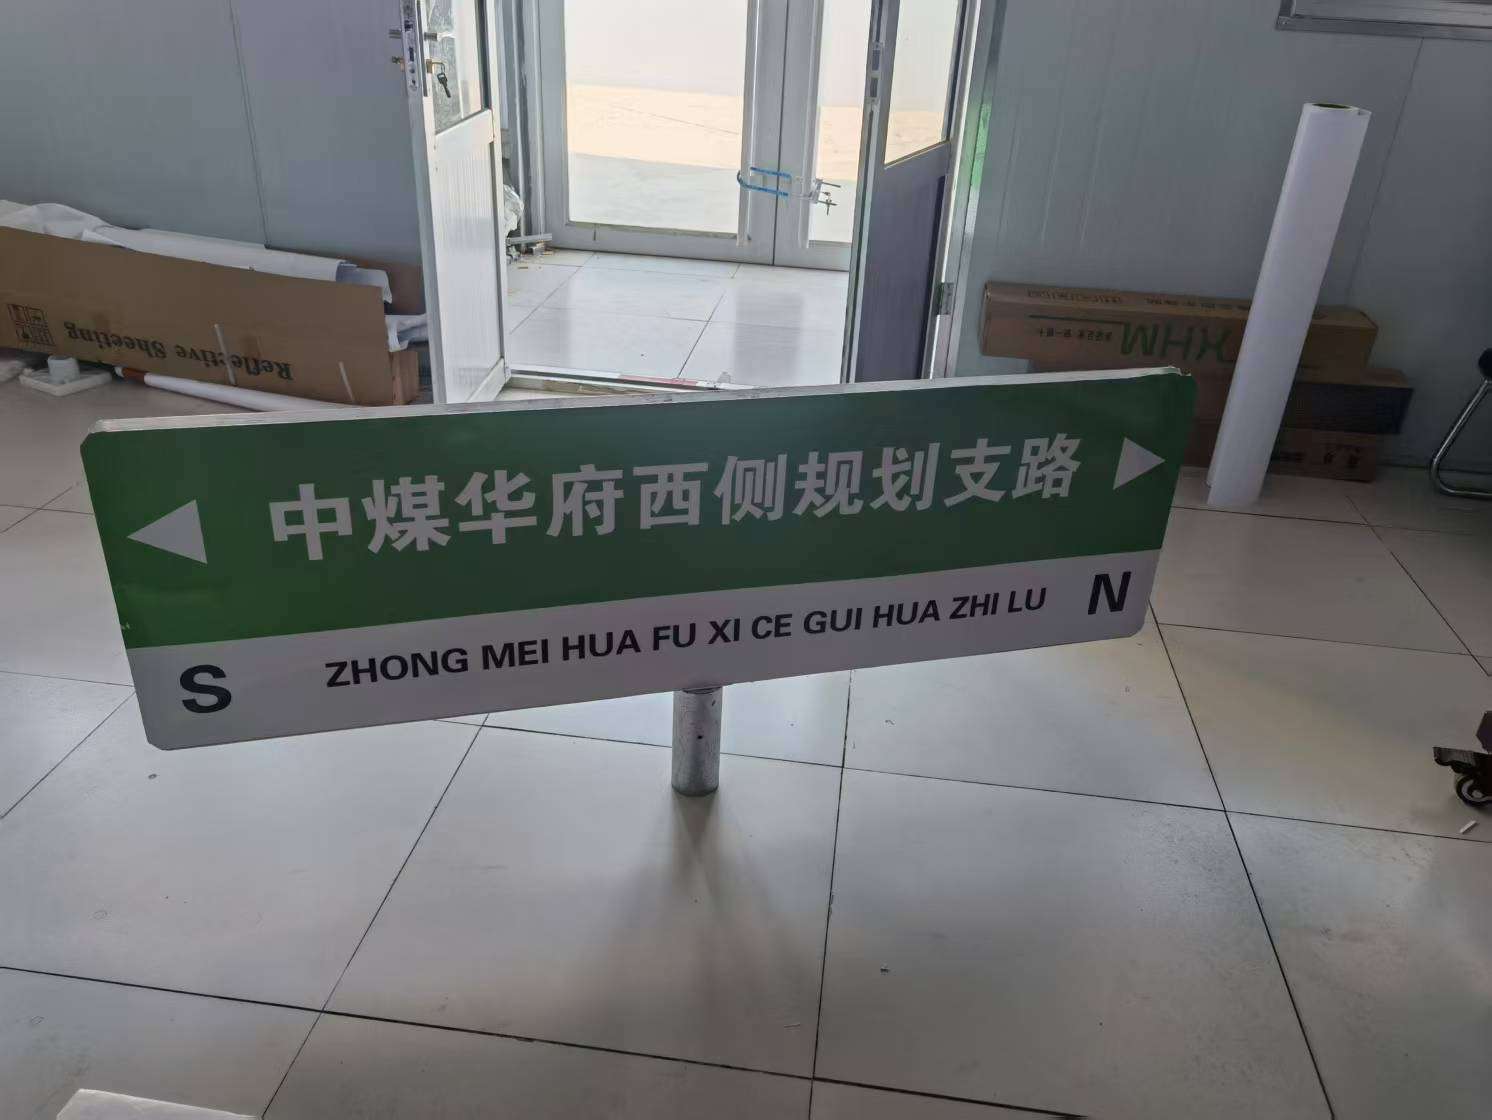 中煤华府西侧规划支路
S ZHONG MEI HUA FU XI CE GUI HUA ZHI LU N
Reflective Sheeting
XHM